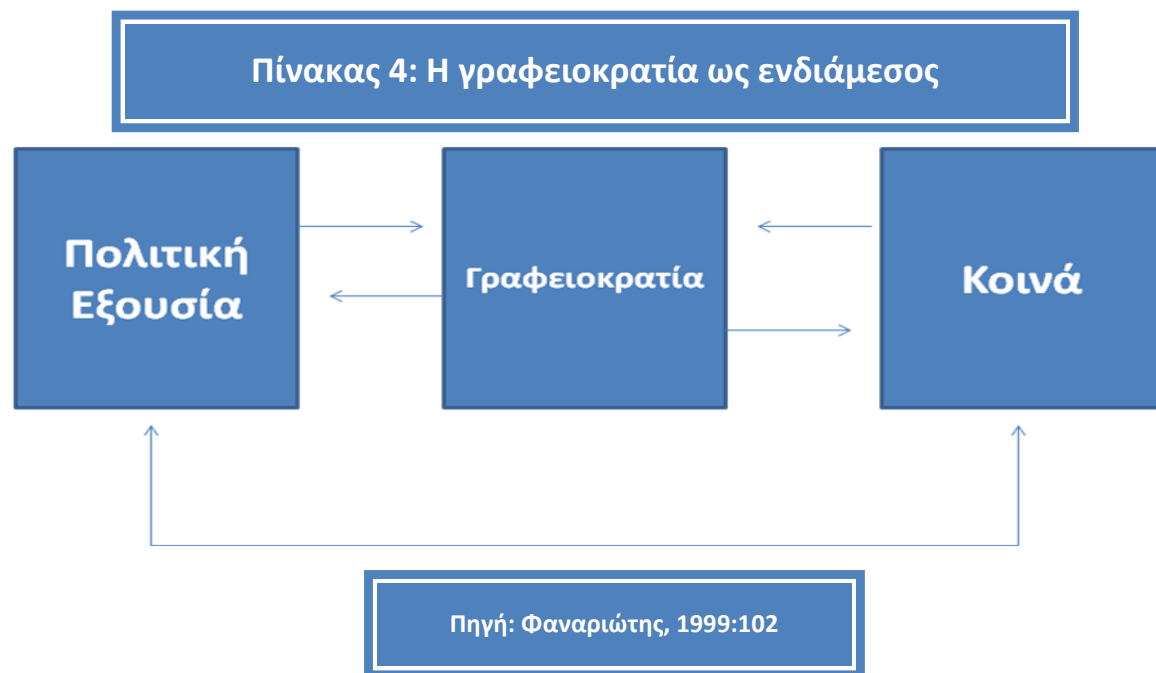 Πίνακας 4: Η γραφειοκρατία ως ενδιάμεσος
Πολιτική
Εξουσία
Γραφειοκρατία
Κοινά
Πηγή: Φαναριώτης, 1999:102